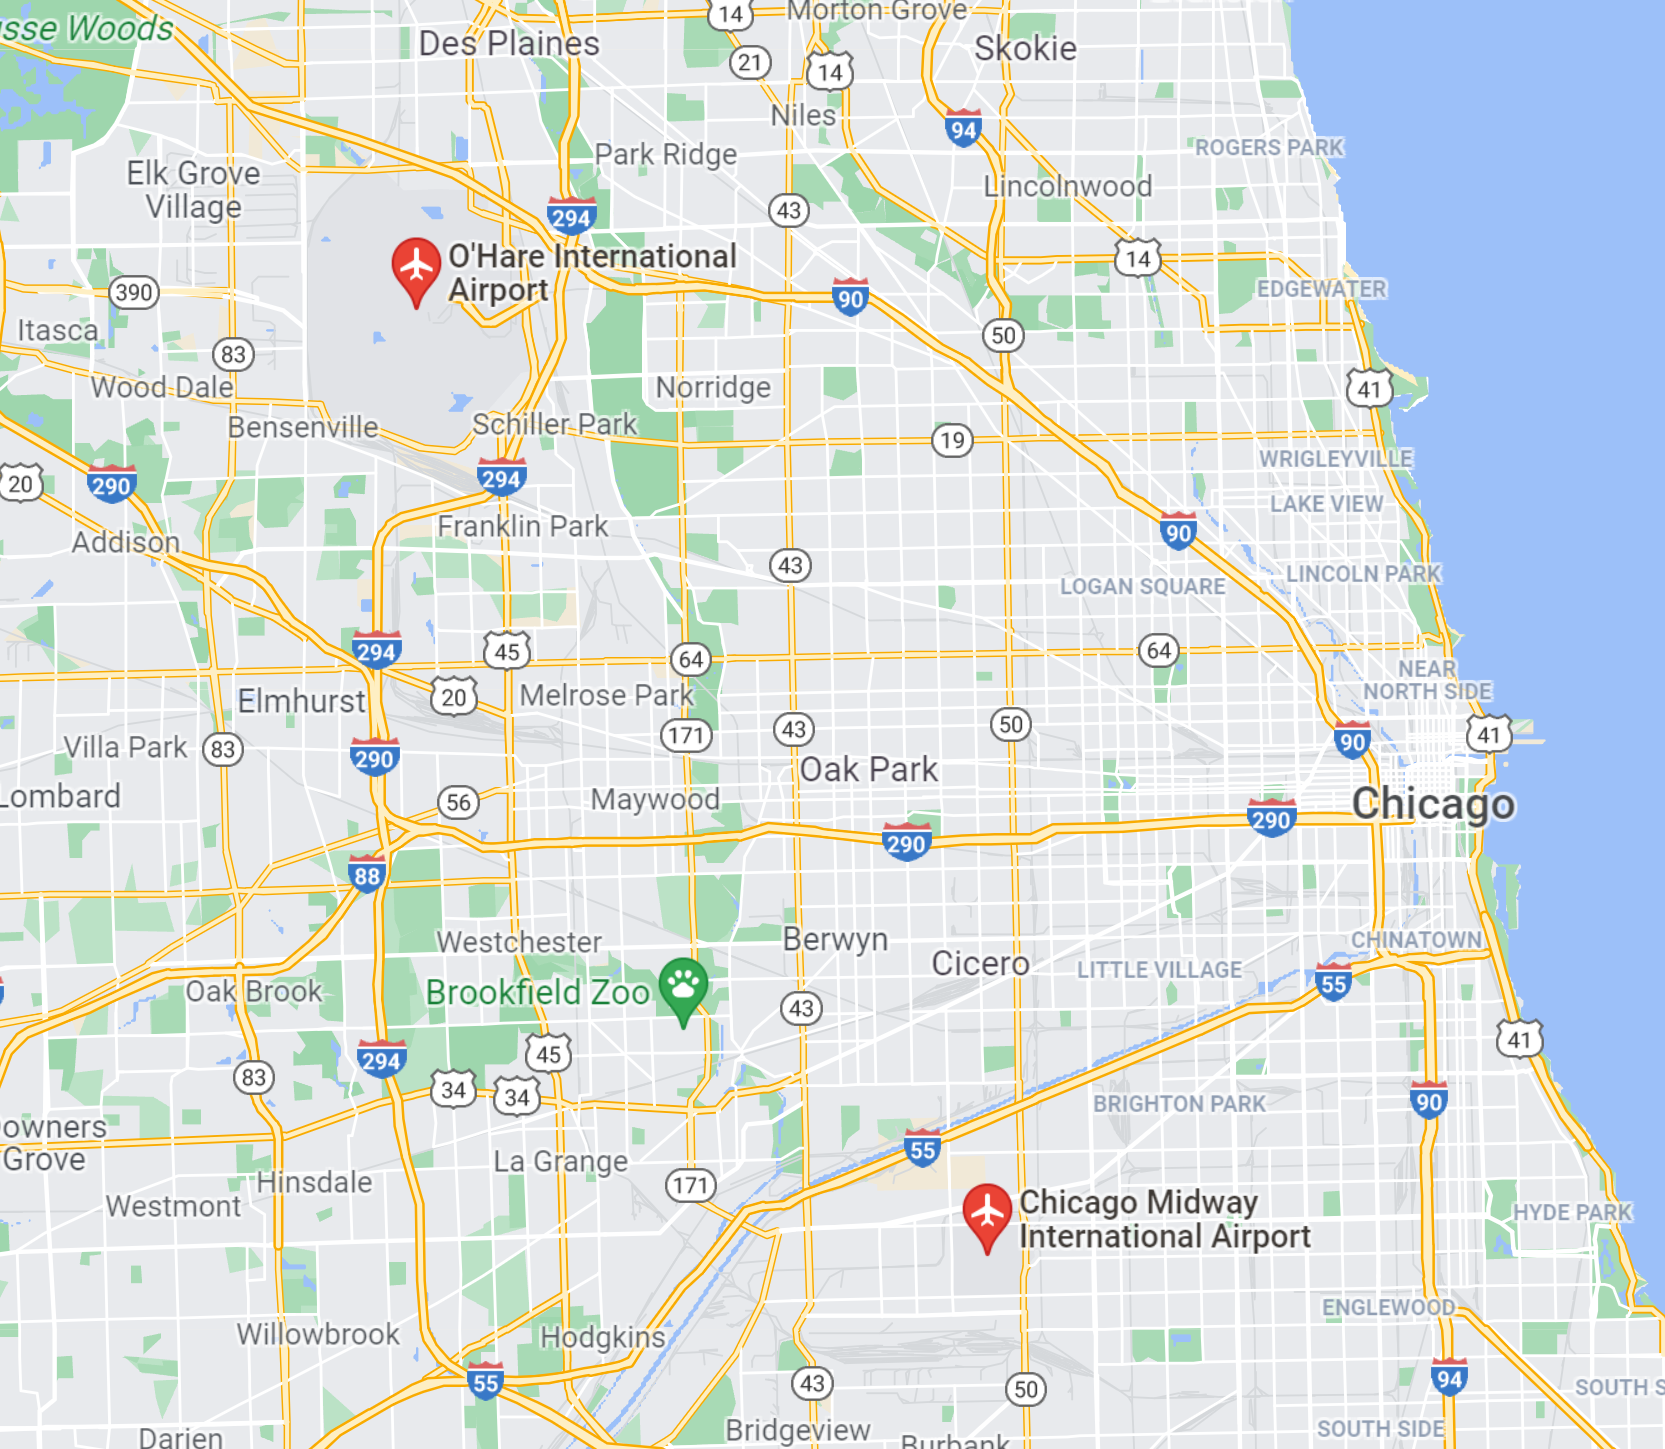 sse Woods
Des Plaines
14
Morton Grove
Skokie
21
14
Niles
94
ROGERS PARK
Park Ridge
Elk Grove
Village
Lincolnwood
43
294
O'Hare International
Airport
14
390
90
EDGEWATER
Itasca
83
50
Wood Dale
Norridge
41
Bensenville
Schiller Park
19
WRIGLEYVILLE
20
290
294
LAKE VIEW
Franklin Park
90
Addison
43
LOGAN SQUARE
LINCOLN PARK
294
45
64
64
NEAR
NORTH SIDE
Elmhurst
20
Melrose Park
Villa Park
83
171
43
50
90
41
290
Oak Park
Lombard
56
Maywood
Chicago
290
290
88
Westchester
Berwyn
CHINATOWN
Cicero
LITTLE VILLAGE
Oak Brook
Brookfield Zoo
55
43
45
41
294
83
34
34
BRIGHTON PARK
90
owners
Grove
55
La Grange
Hinsdale
171
Westmont
Chicago Midway
International Airport
HYDE PARK
ENGLEWOOD
Willowbrook
Hodgkins
55
43
50
94
SOUTH S
Bridgeview
SOUTH SIDE
Darien
Burbank